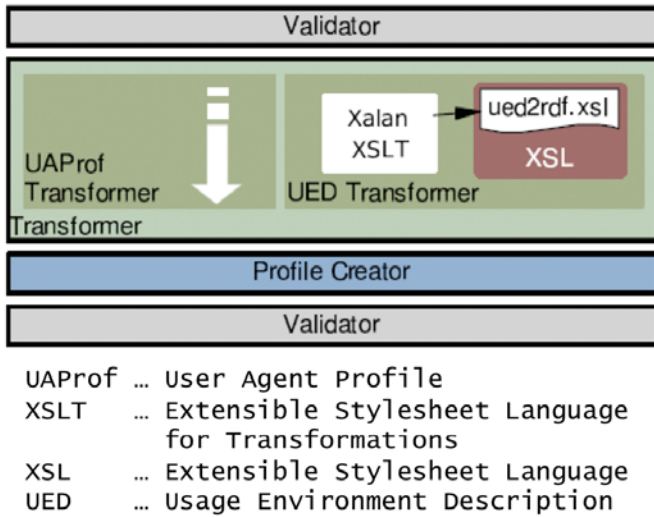 Validator
UAProf
Transformer
Xalan
XSLT
ued2rdf.xsl
XSL
UED Transformer
Transformer
Profile Creator
Validator
UAProf … User Agent Profile
XSLT … Extensible Stylesheet Language
for Transformations
XSL … Extensible Stylesheet Language
UED … Usage Environment Description